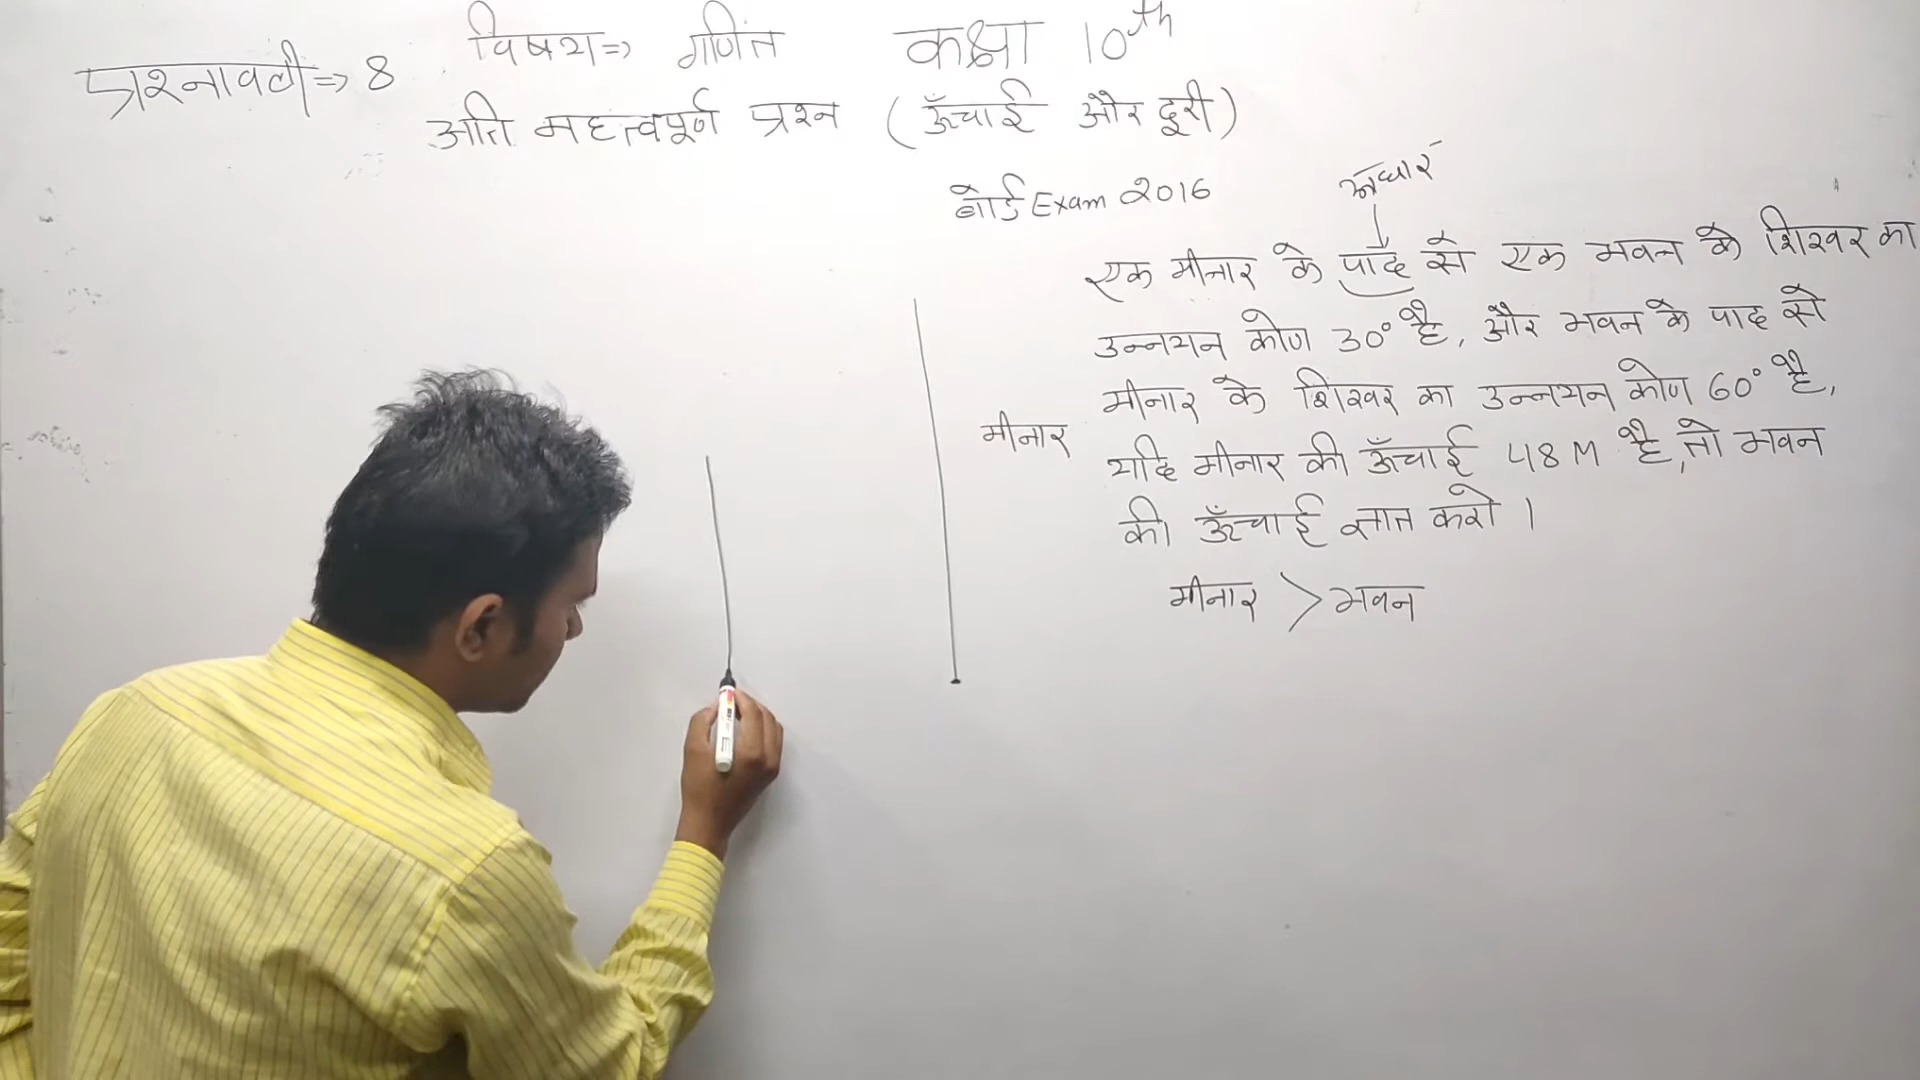 विषय⇒ गणित कक्षा 10th
प्रश्नावली⇒ 8
अति महत्वपूर्ण प्रश्न (ऊँचाई और दूरी)
बोर्ड Exam 2016
आधार
एक मीनार के पाद से एक भवन के शिखर का
उन्नयन कोण 30° है, और भवन के पाद से
मीनार के शिखर का उन्नयन कोण 60° है,
मीनार
यदि मीनार की ऊँचाई 48 M है, तो भवन
की ऊँचाई ज्ञात करो ।
मीनार > भवन